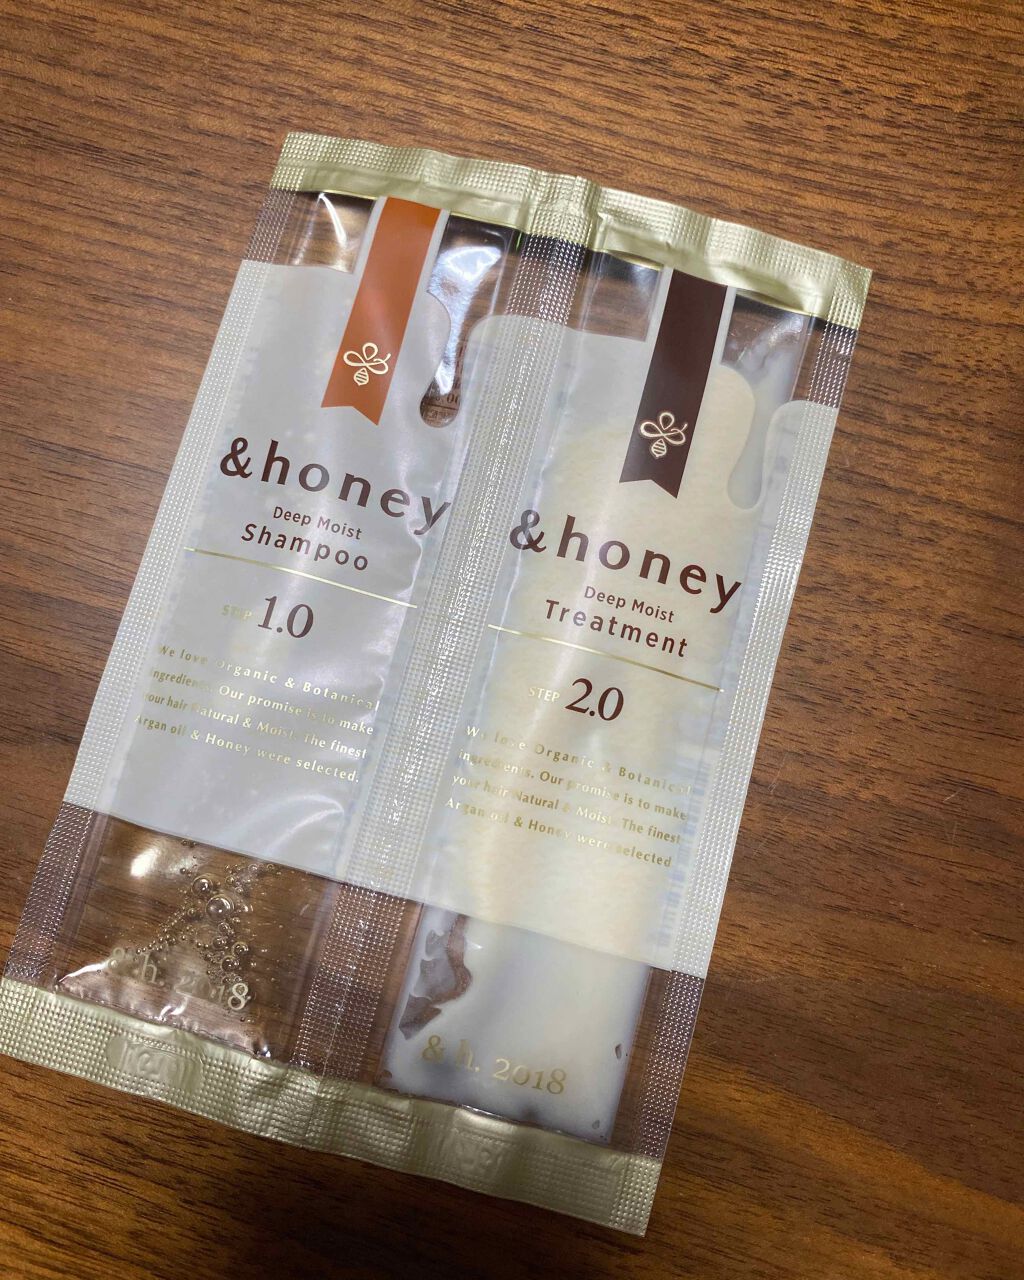 &honey
Deep Moist
Shampoo
STEP 1.0
We love Organic & Botanical
ingredients. Our promise is to make
your hair Natural & Moist. The finest
Argan oil & Honey were selected.
& h. 2018
&honey
Deep Moist
Treatment
STEP 2.0
We love Organic & Botanical
ingredients. Our promise is to make
your hair Natural & Moist. The finest
Argan oil & Honey were selected
& h. 2018